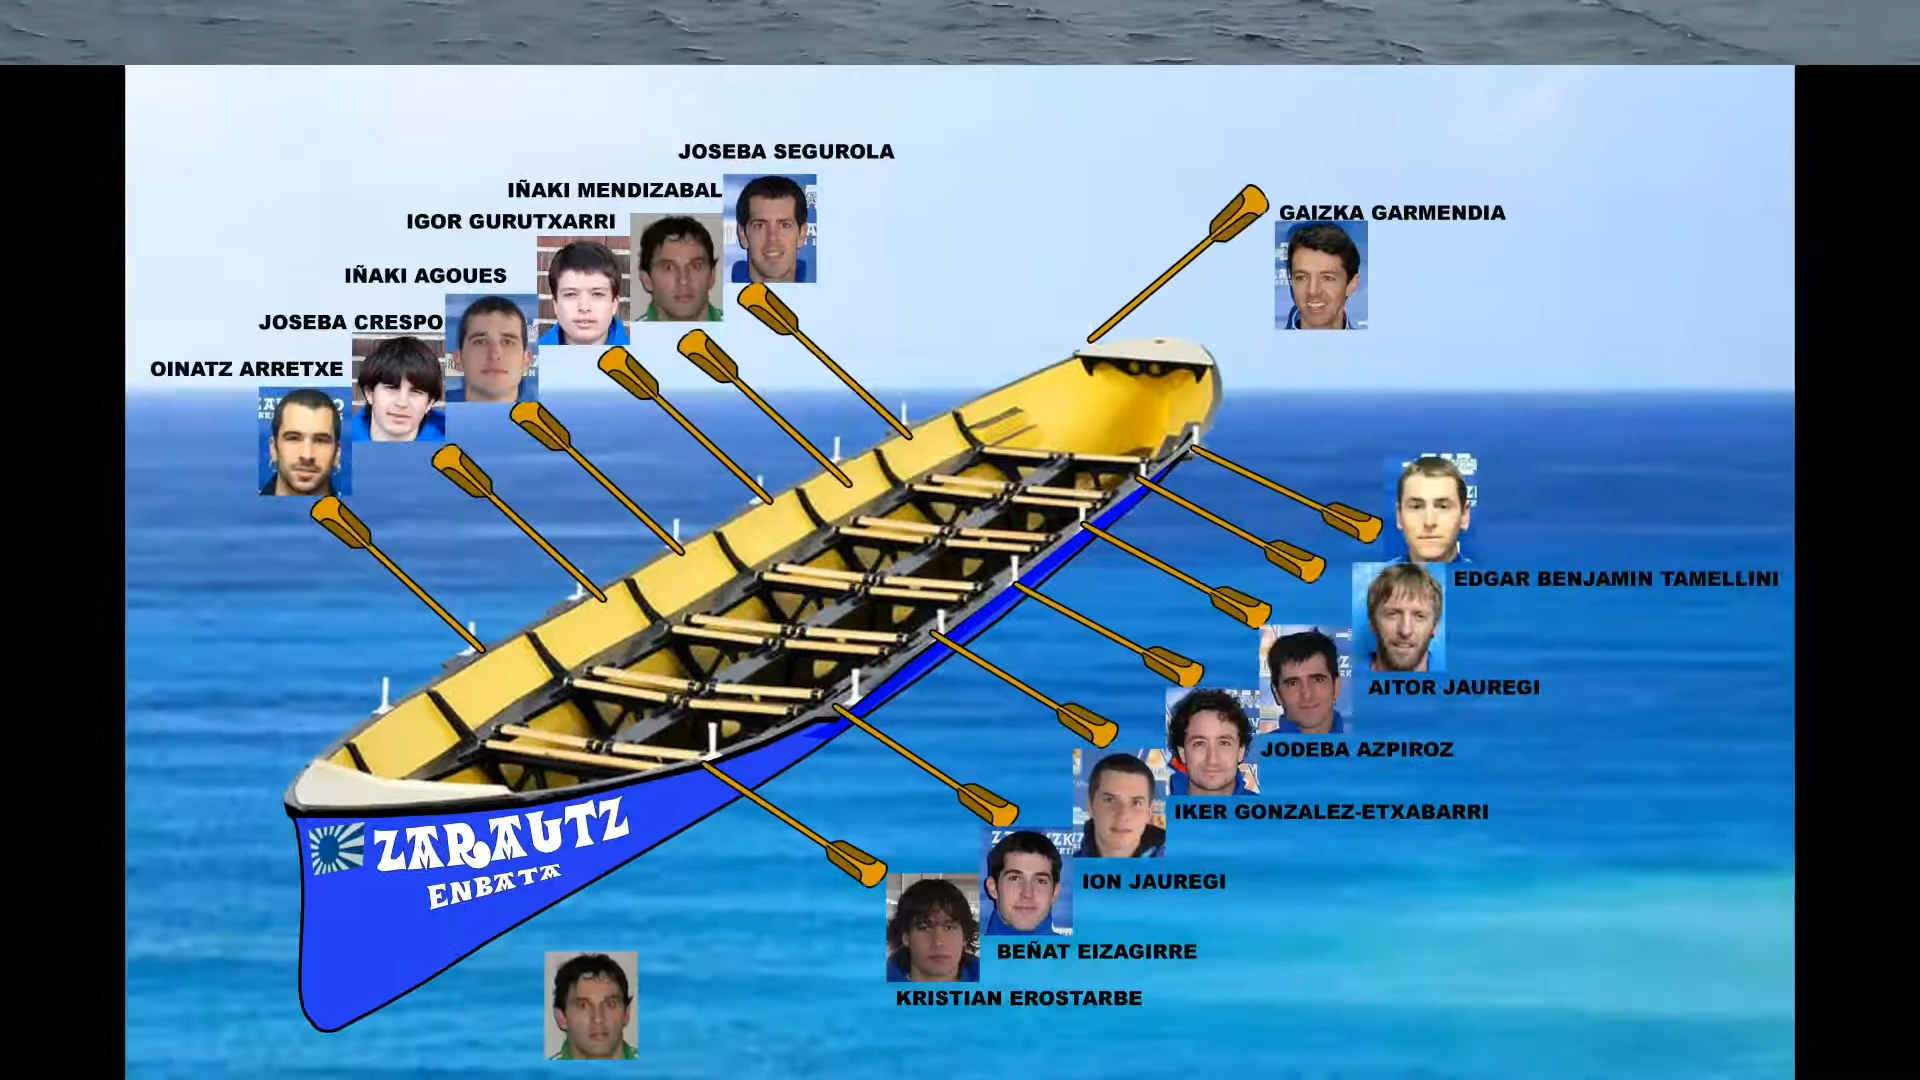 JOSEBA SEGUROLA
IÑAKI MENDIZABAL
IGOR GURUTXARRI
GAIZKA GARMENDIA
IÑAKI AGOUES
JOSEBA CRESPO
OINATZ ARRETXE
EDGAR BENJAMIN TAMELLINI
AITOR JAUREGI
JODEBA AZPIROZ
IKER GONZALEZ-ETXABARRI
ZARAUTZ
ENBATA
ION JAUREGI
BEÑAT EIZAGIRRE
KRISTIAN EROSTARBE